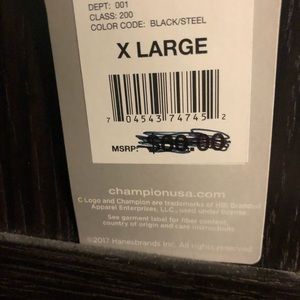 DEPT: 001
CLASS: 200
COLOR CODE: BLACK/STEEL
X LARGE
7 04543 74745 2
MSRP:
championusa.com
C Logo and Champion are trademarks of HBI Branded
Apparel Enterprises, LLC, used under license.
See garment label for fiber content,
country of origin and care instructions.
©2017 Hanesbrands Inc. All rights reserved.